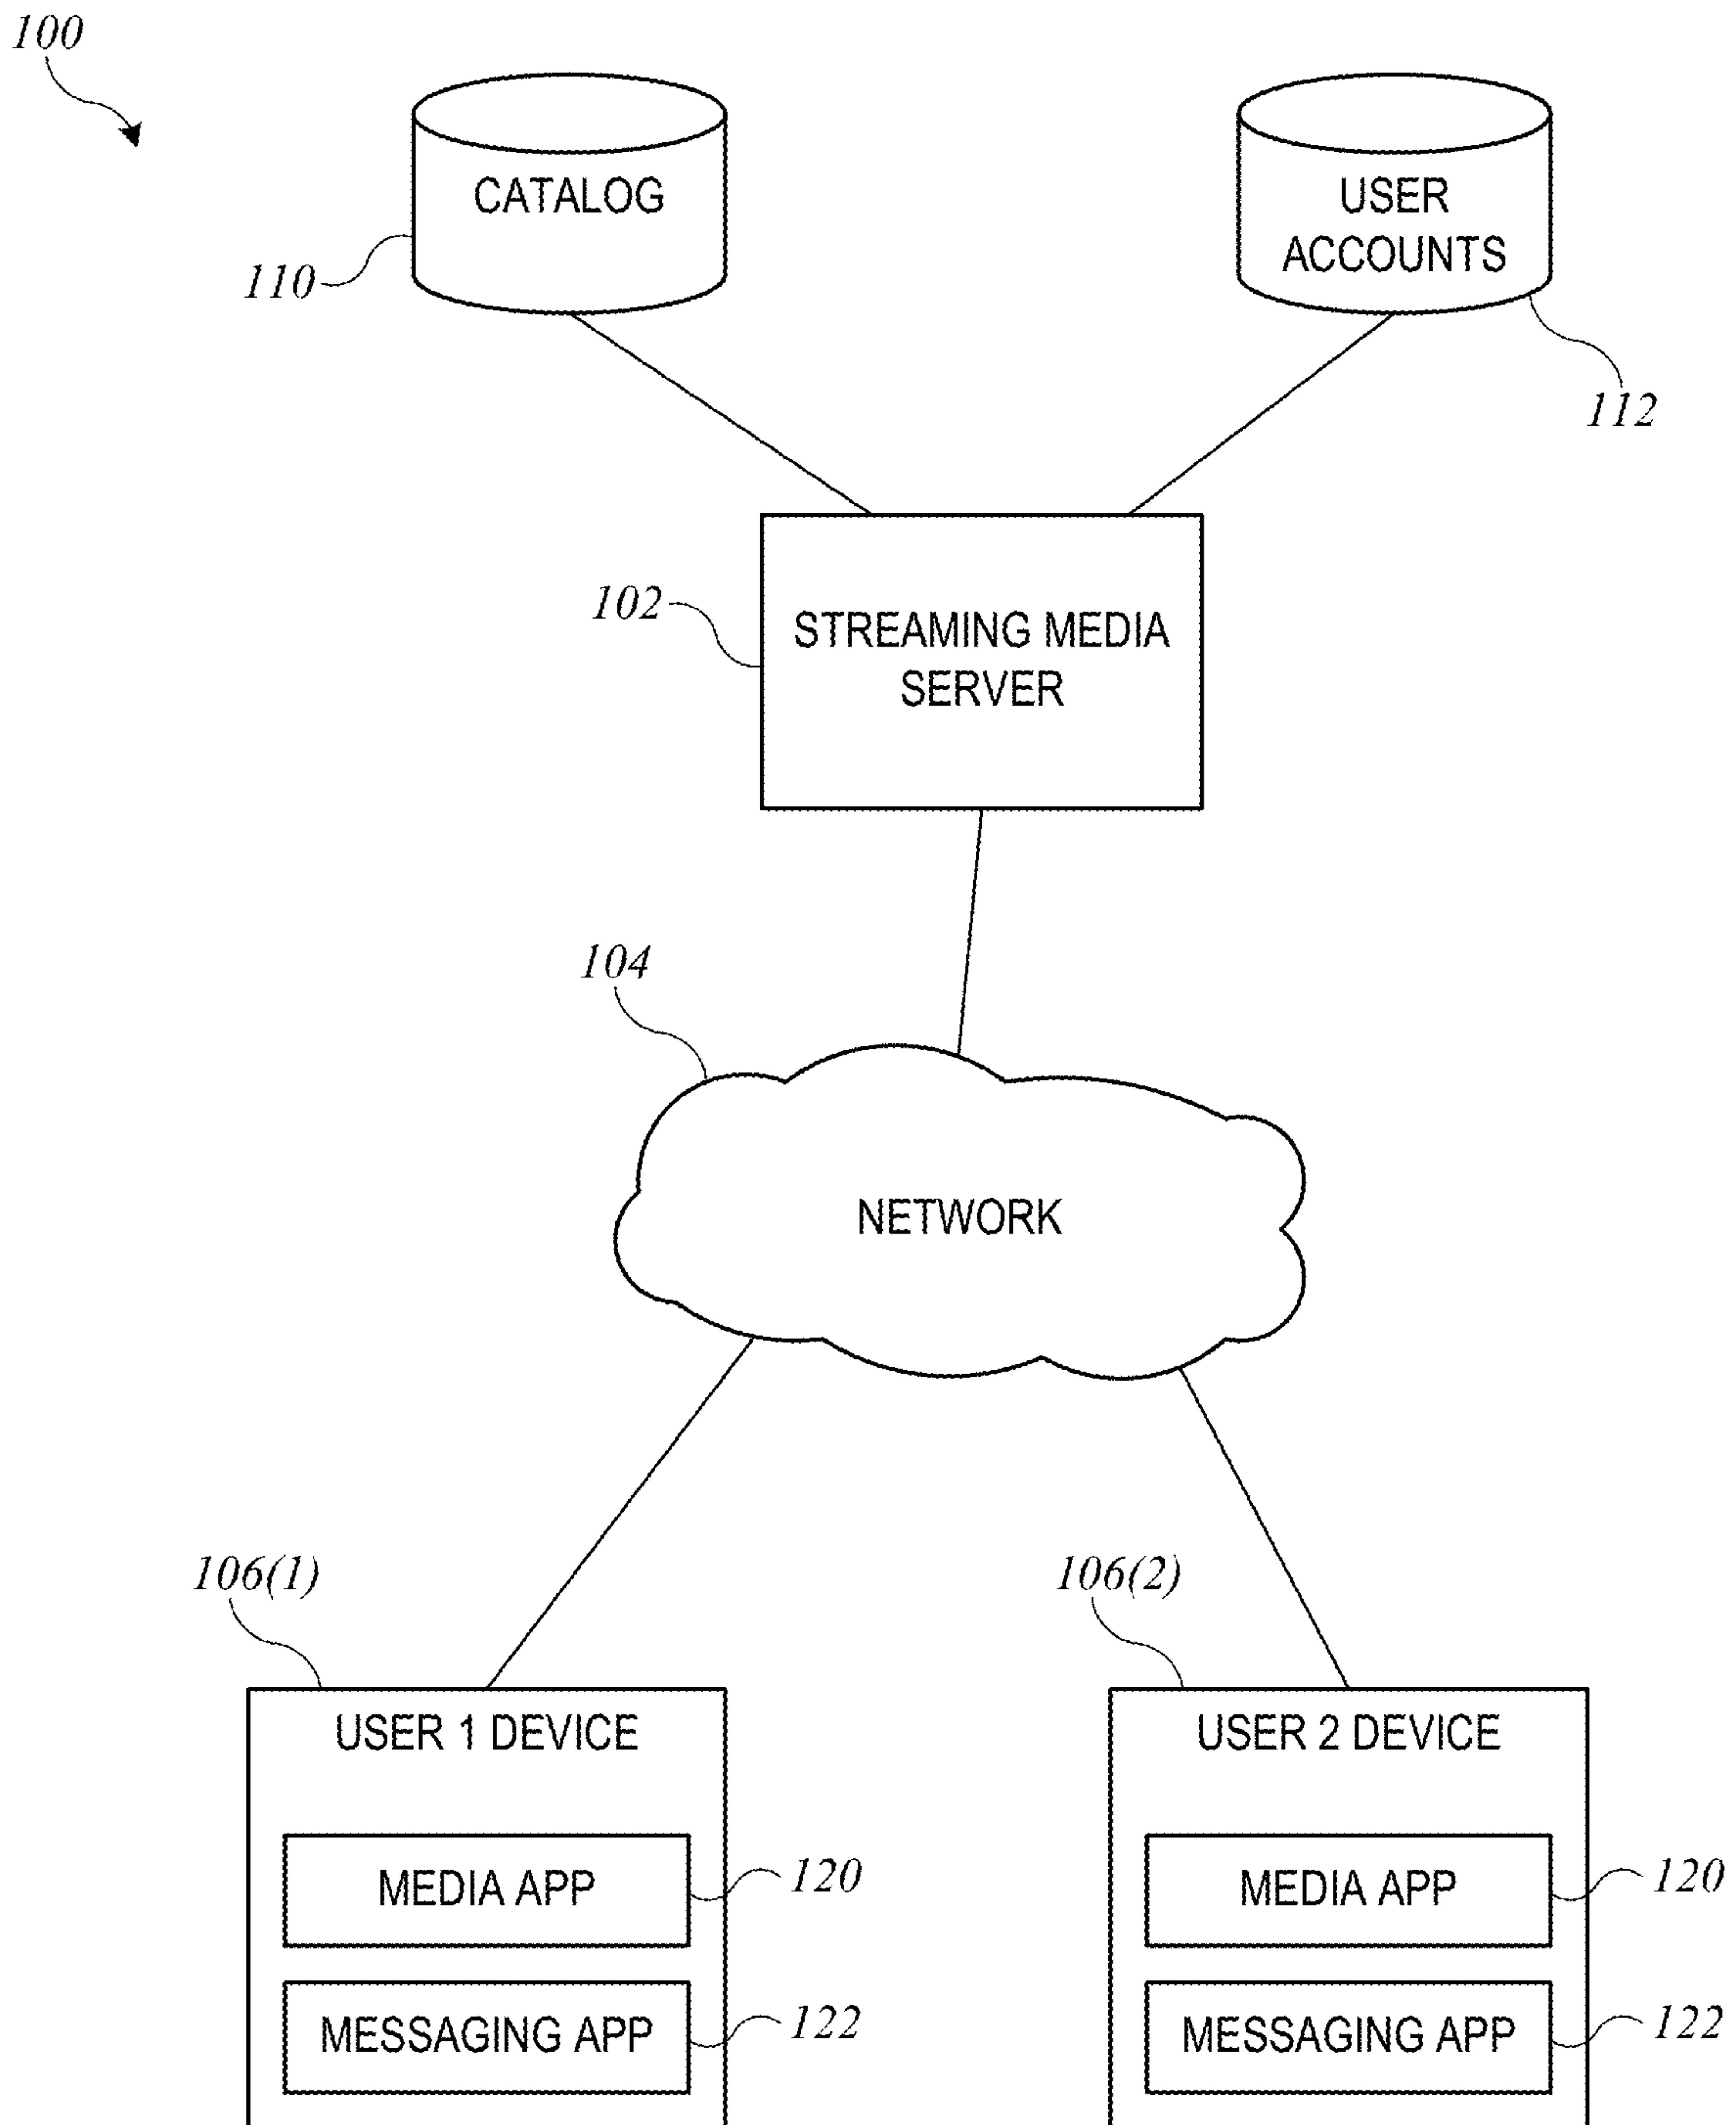 100
CATALOG
110
USER
ACCOUNTS
112
102
STREAMING MEDIA
SERVER
104
NETWORK
106(1)
106(2)
USER 1 DEVICE
MEDIA APP
120
MESSAGING APP
122
USER 2 DEVICE
MEDIA APP
120
MESSAGING APP
122